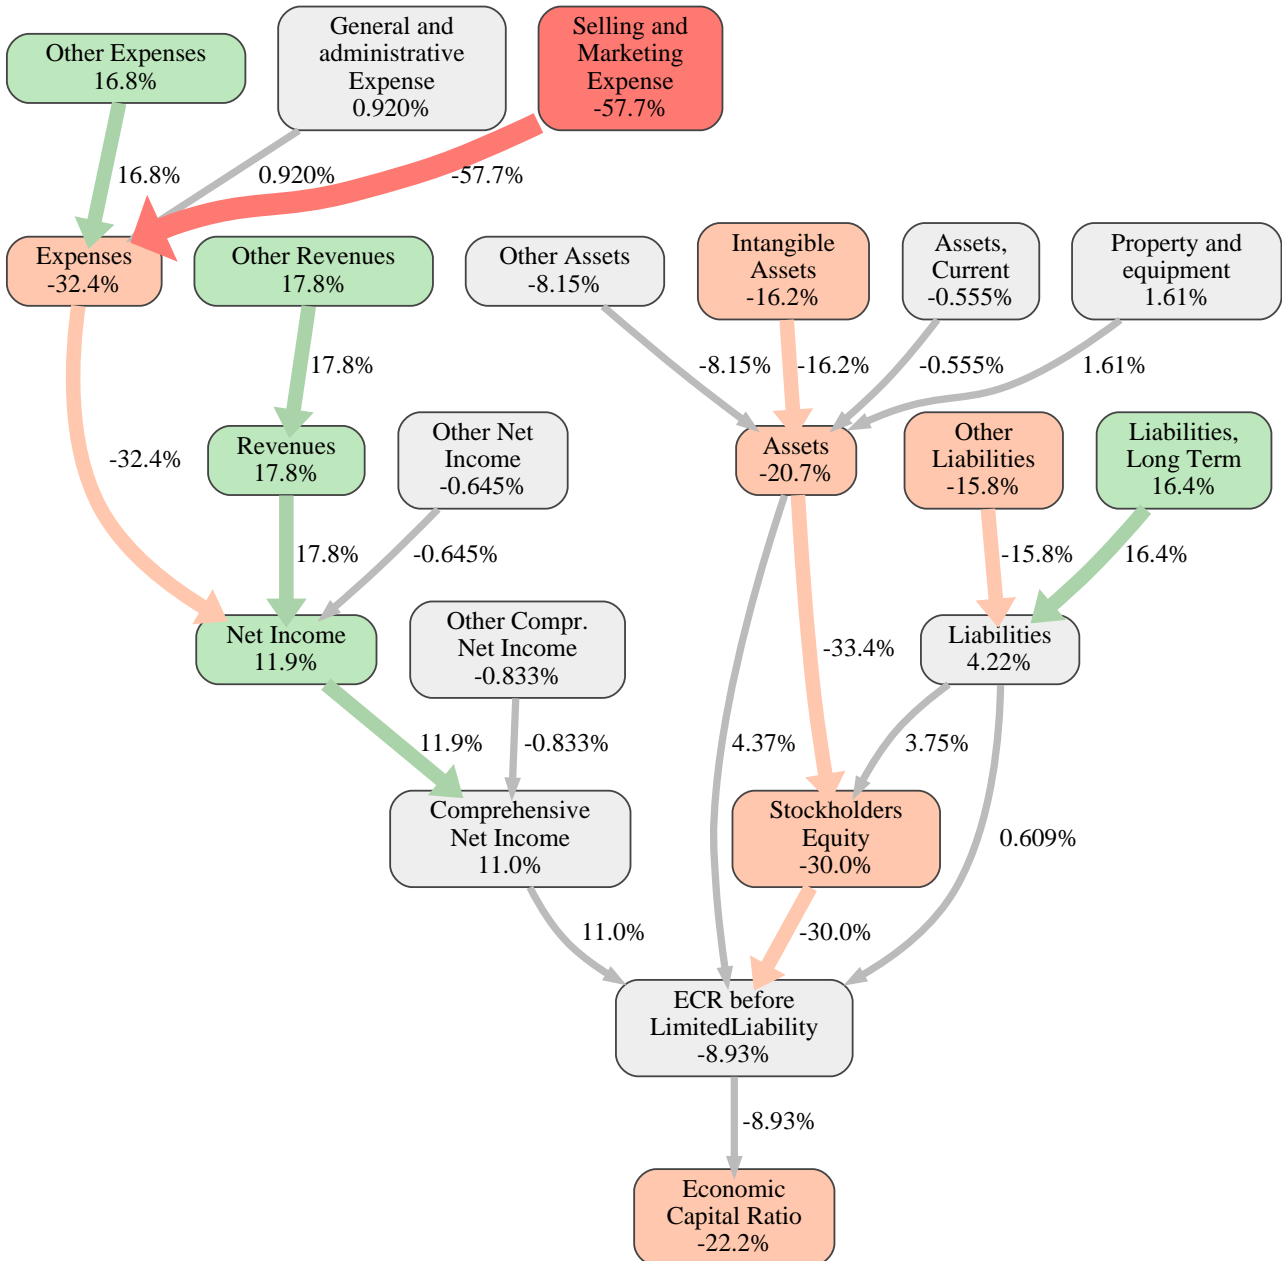 Other Expenses
16.8%
General and
administrative
Expense
0.920%
Selling and
Marketing
Expense
-57.7%
16.8%
0.920%
-57.7%
Expenses
-32.4%
Other Revenues
17.8%
Other Assets
-8.15%
Intangible
Assets
-16.2%
Assets,
Current
-0.555%
Property and
equipment
1.61%
17.8%
-8.15%
-16.2%
-0.555%
1.61%
-32.4%
Revenues
17.8%
Other Net
Income
-0.645%
Assets
-20.7%
Other
Liabilities
-15.8%
Liabilities,
Long Term
16.4%
17.8%
-0.645%
-15.8%
16.4%
Net Income
11.9%
Other Compr.
Net Income
-0.833%
-33.4%
Liabilities
4.22%
11.9%
-0.833%
4.37%
3.75%
Comprehensive
Net Income
11.0%
Stockholders
Equity
-30.0%
0.609%
11.0%
-30.0%
ECR before
LimitedLiability
-8.93%
-8.93%
Economic
Capital Ratio
-22.2%